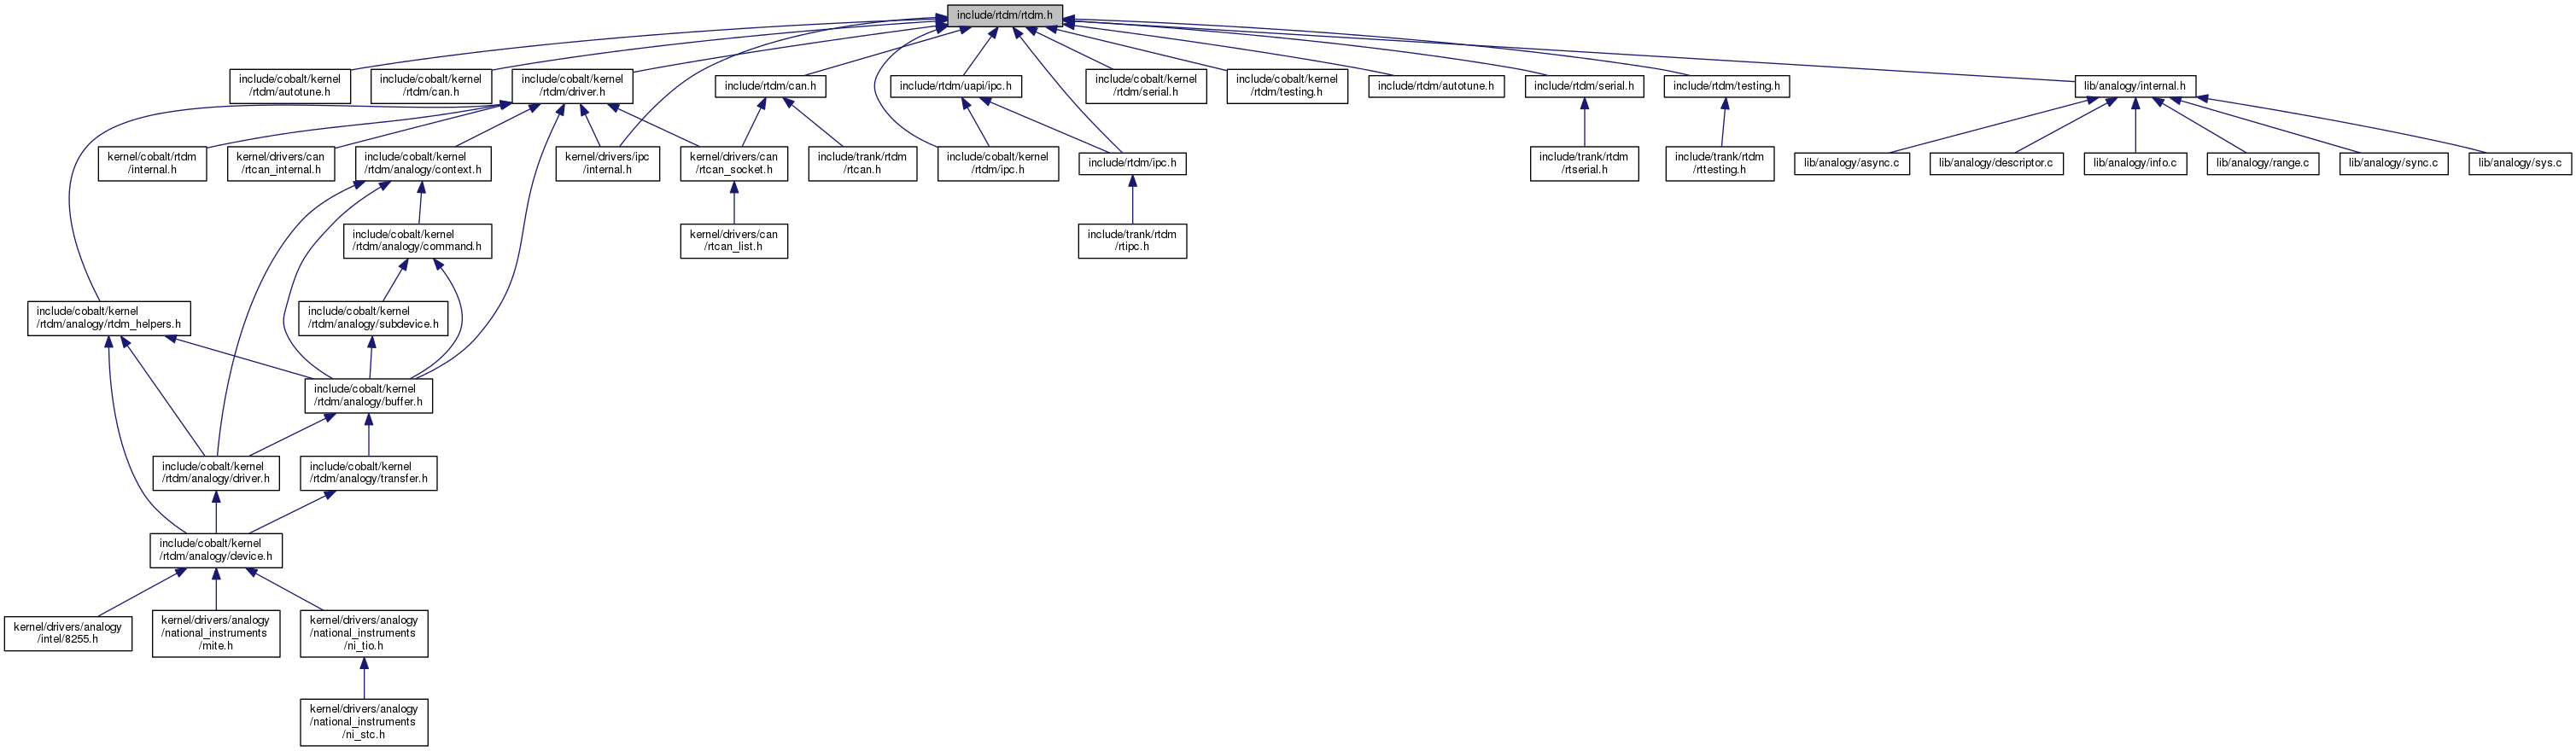 include/rtdm/rtdm.h
include/cobalt/kernel
/rtdm/autotune.h
include/cobalt/kernel
/rtdm/can.h
include/cobalt/kernel
/rtdm/driver.h
include/rtdm/can.h
include/rtdm/uapi/ipc.h
include/cobalt/kernel
/rtdm/serial.h
include/cobalt/kernel
/rtdm/testing.h
include/rtdm/autotune.h
include/rtdm/serial.h
include/rtdm/testing.h
lib/analogy/internal.h
kernel/cobalt/rtdm
/internal.h
kernel/drivers/can
/rtcan_internal.h
include/cobalt/kernel
/rtdm/analogy/context.h
kernel/drivers/ipc
/internal.h
kernel/drivers/can
/rtcan_socket.h
include/trank/rtdm
/rtcan.h
include/cobalt/kernel
/rtdm/ipc.h
include/rtdm/ipc.h
include/trank/rtdm
/rtserial.h
include/trank/rtdm
/rttesting.h
lib/analogy/async.c
lib/analogy/descriptor.c
lib/analogy/info.c
lib/analogy/range.c
lib/analogy/sync.c
lib/analogy/sys.c
include/cobalt/kernel
/rtdm/analogy/command.h
kernel/drivers/can
/rtcan_list.h
include/trank/rtdm
/rtipc.h
include/cobalt/kernel
/rtdm/analogy/rtdm_helpers.h
include/cobalt/kernel
/rtdm/analogy/subdevice.h
include/cobalt/kernel
/rtdm/analogy/buffer.h
include/cobalt/kernel
/rtdm/analogy/driver.h
include/cobalt/kernel
/rtdm/analogy/transfer.h
include/cobalt/kernel
/rtdm/analogy/device.h
kernel/drivers/analogy
/intel/8255.h
kernel/drivers/analogy
/national_instruments
/mite.h
kernel/drivers/analogy
/national_instruments
/ni_tio.h
kernel/drivers/analogy
/national_instruments
/ni_stc.h